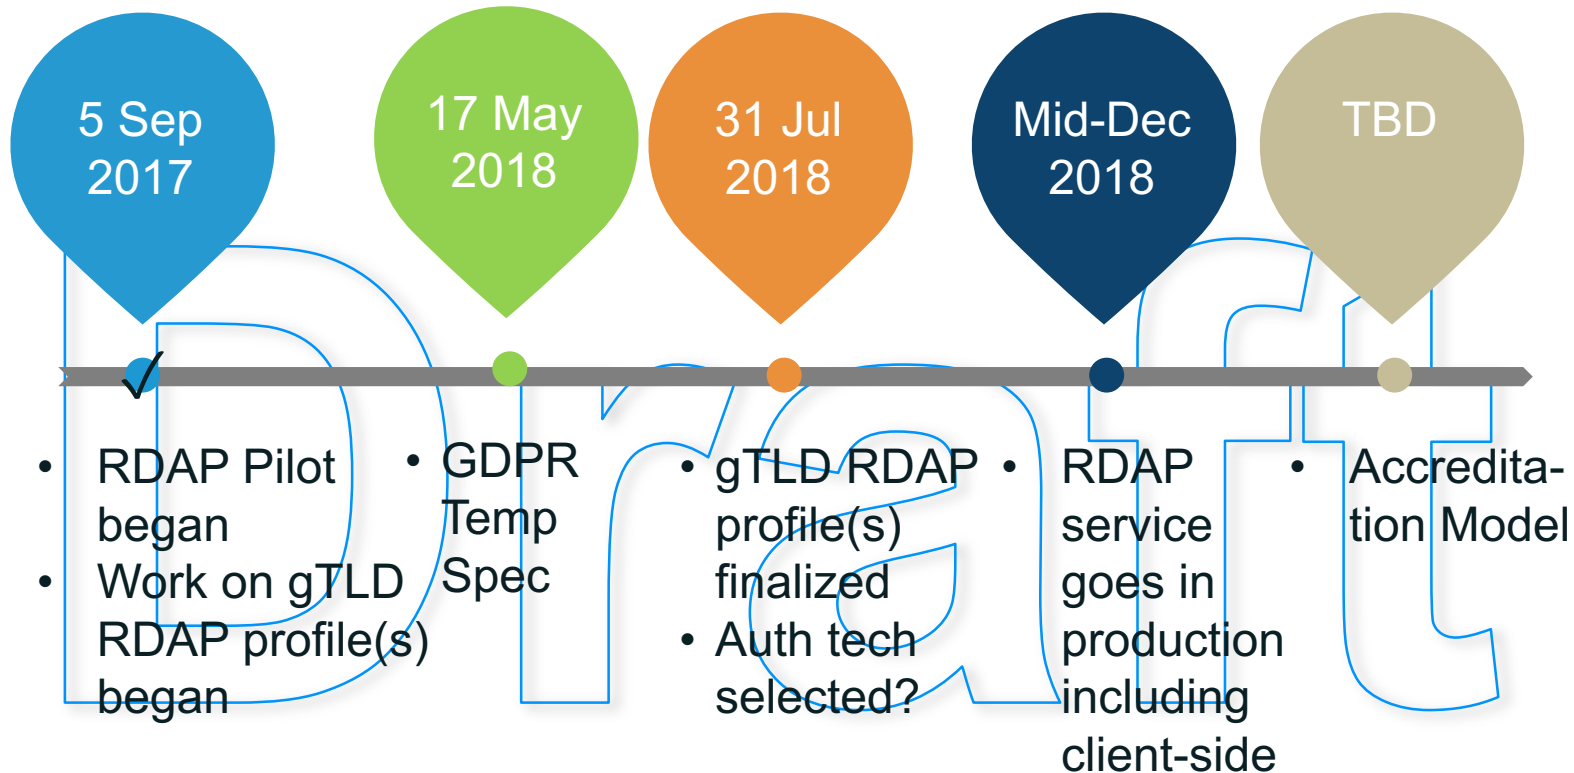 5 Sep
2017
17 May
2018
31 Jul
2018
Mid-Dec
2018
TBD
Draft
• RDAP Pilot
began
• Work on gTLD
RDAP profile(s)
began
• GDPR
Temp
Spec
• gTLD RDAP
profile(s)
finalized
• Auth tech
selected?
• RDAP
service
goes in
production
including
client-side
• Accredita-
tion Model